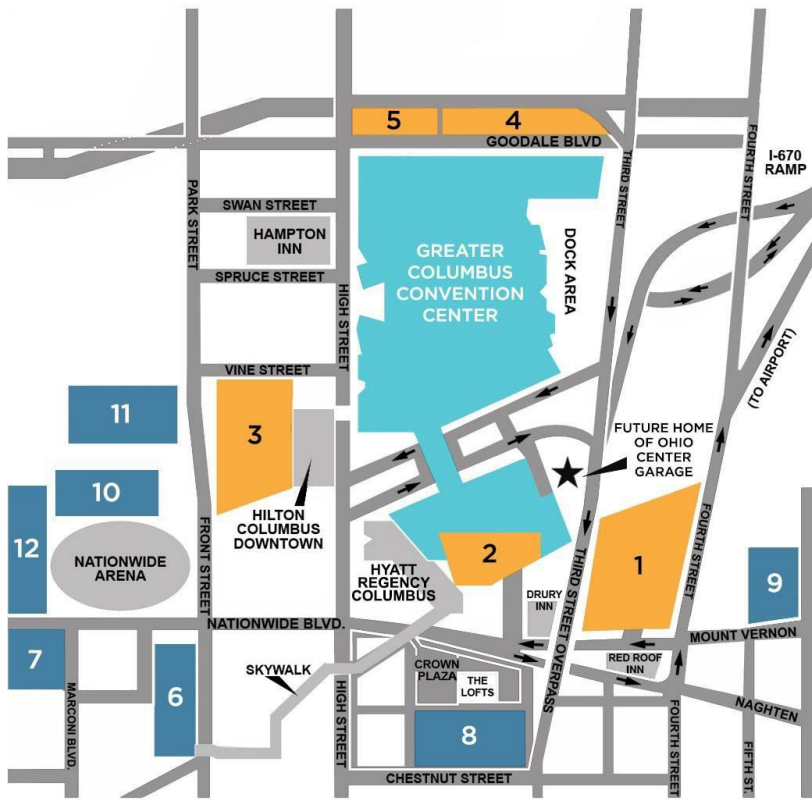 5
4
GOODALE BLVD
I-670
RAMP
PARK STREET
SWAN STREET
HAMPTON
INN
SPRUCE STREET
HIGH STREET
GREATER
COLUMBUS
CONVENTION
CENTER
DOCK AREA
THIRD STREET
FOURTH STREET
(TO AIRPORT)
VINE STREET
11
3
10
12
NATIONWIDE
ARENA
FRONT STREET
HILTON
COLUMBUS
DOWNTOWN
FUTURE HOME
OF OHIO
CENTER
GARAGE
HYATT
REGENCY
COLUMBUS
2
1
THIRD STREET OVERPASS
FOURTH STREET
9
DRURY
INN
NATIONWIDE BLVD.
MOUNT VERNON
7
MARCONI BLVD.
6
SKYWALK
HIGH STREET
CROWN
PLAZA
THE
LOFTS
8
RED ROOF
INN
NAGHTEN
FOURTH STREET
FIFTH ST.
CHESTNUT STREET